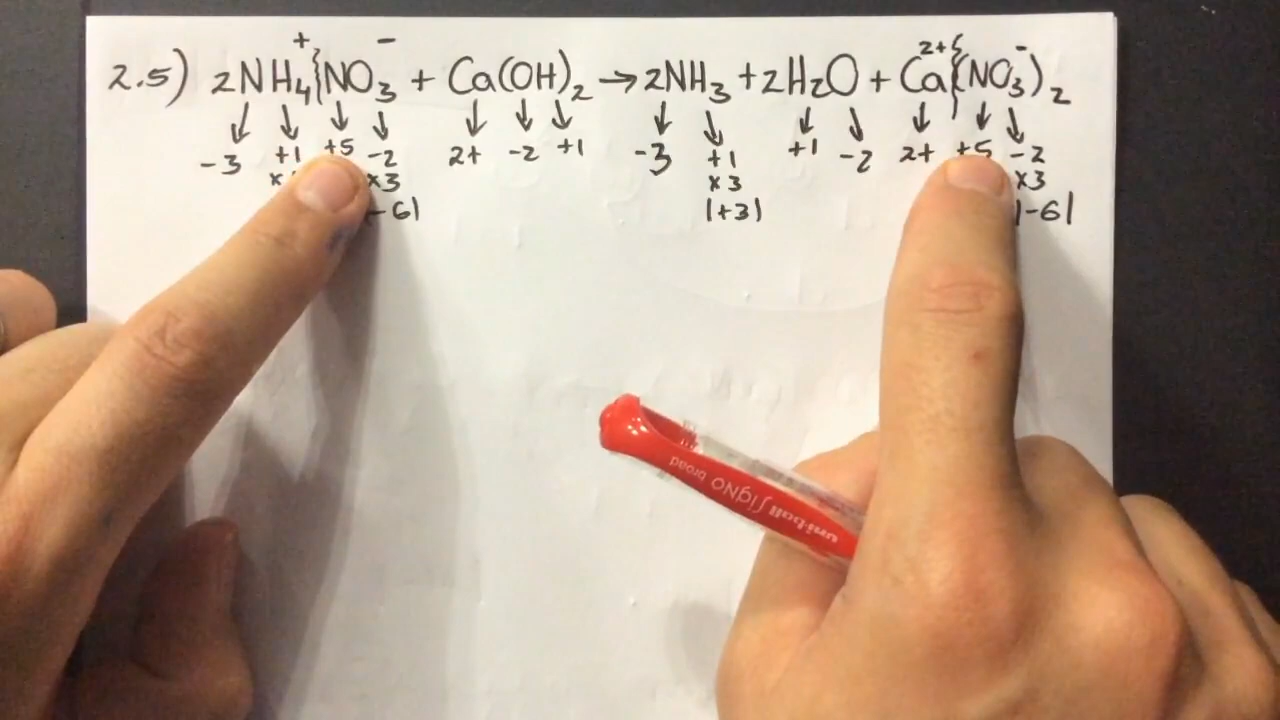 2.5) 2NH₄⁺{NO₃⁻ + Ca(OH)₂ → 2NH₃ + 2H₂O + Ca²⁺{(NO₃⁻)₂
↓ ↓ ↓ ↓ ↓ ↓ ↓ ↓ ↓ ↓ ↓ ↓ ↓ ↓
-3 +1 +5 -2 2+ -2 +1 -3 +1 +1 -2 2+ +5 -2
x x3 x3 x3
-6| |+3| |-6|
uni-ball SigNO broad